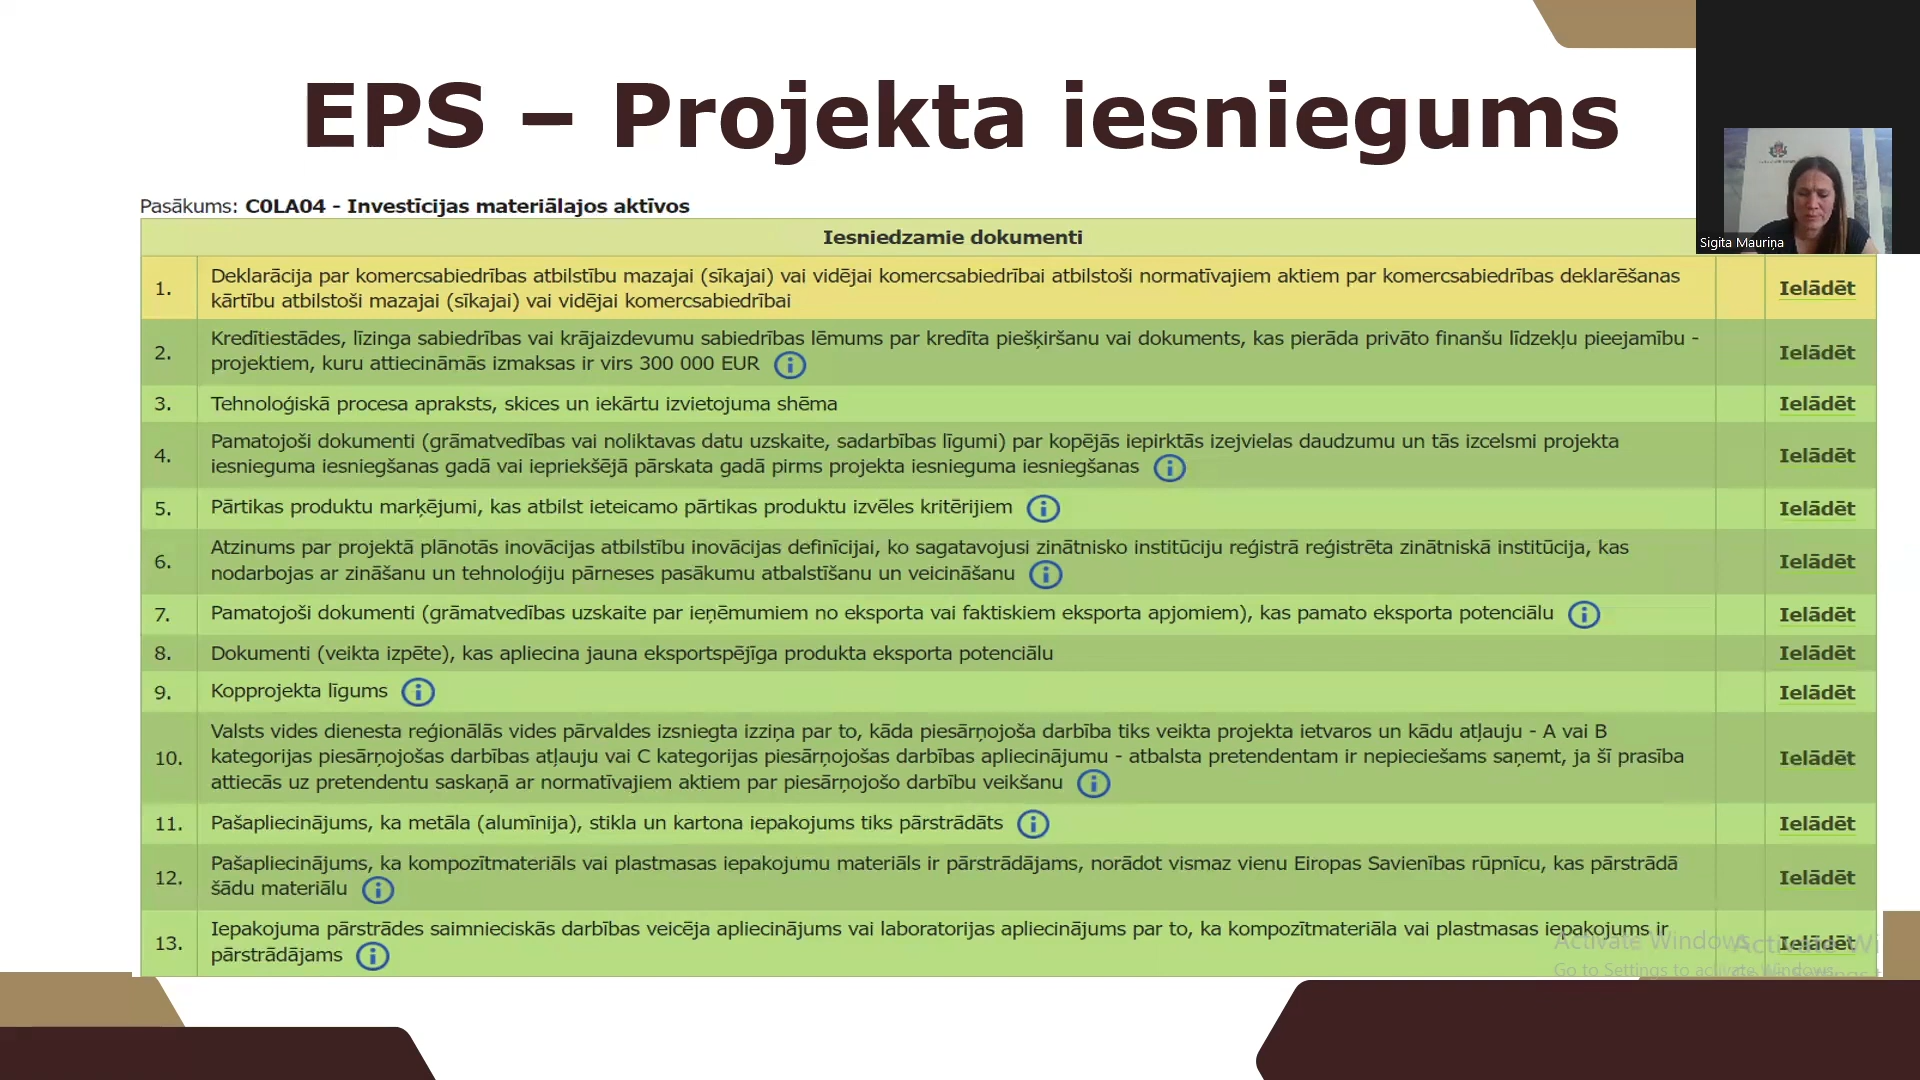 EPS – Projekta iesniegums
Sigita Mauriņa
Pasākums: C0LA04 - Investīcijas materiālajos aktīvos
Iesniedzamie dokumenti
1. Deklarācija par komercsabiedrības atbilstību mazajai (sīkajai) vai vidējai komercsabiedrībai atbilstoši normatīvajiem aktiem par komercsabiedrības deklarēšanas Ielādēt
kārtību atbilstoši mazajai (sīkajai) vai vidējai komercsabiedrībai
2. Kredītiestādes, līzinga sabiedrības vai krājaizdevumu sabiedrības lēmums par kredīta piešķiršanu vai dokuments, kas pierāda privāto finanšu līdzekļu pieejamību - Ielādēt
projektiem, kuru attiecināmās izmaksas ir virs 300 000 EUR
3. Tehnoloģiskā procesa apraksts, skices un iekārtu izvietojuma shēma Ielādēt
4. Pamatojoši dokumenti (grāmatvedības vai noliktavas datu uzskaite, sadarbības līgumi) par kopējās iepirktās izejvielas daudzumu un tās izcelsmi projekta Ielādēt
iesnieguma iesniegšanas gadā vai iepriekšējā pārskata gadā pirms projekta iesnieguma iesniegšanas
5. Pārtikas produktu marķējumi, kas atbilst ieteicamo pārtikas produktu izvēles kritērijiem Ielādēt
6. Atzinums par projektā plānotās inovācijas atbilstību inovācijas definīcijai, ko sagatavojusi zinātnisko institūciju reģistrā reģistrēta zinātniskā institūcija, kas Ielādēt
nodarbojas ar zināšanu un tehnoloģiju pārneses pasākumu atbalstīšanu un veicināšanu
7. Pamatojoši dokumenti (grāmatvedības uzskaite par ieņēmumiem no eksporta vai faktiskiem eksporta apjomiem), kas pamato eksporta potenciālu Ielādēt
8. Dokumenti (veikta izpēte), kas apliecina jauna eksportspējīga produkta eksporta potenciālu Ielādēt
9. Kopprojekta līgums Ielādēt
10. Valsts vides dienesta reģionālās vides pārvaldes izsniegta izziņa par to, kāda piesārņojoša darbība tiks veikta projekta ietvaros un kādu atļauju - A vai B Ielādēt
kategorijas piesārņojošas darbības atļauju vai C kategorijas piesārņojošas darbības apliecinājumu - atbalsta pretendentam ir nepieciešams saņemt, ja šī prasība
attiecās uz pretendentu saskaņā ar normatīvajiem aktiem par piesārņojošo darbību veikšanu
11. Pašapliecinājums, ka metāla (alumīnija), stikla un kartona iepakojums tiks pārstrādāts Ielādēt
12. Pašapliecinājums, ka kompozītmateriāls vai plastmasas iepakojumu materiāls ir pārstrādājams, norādot vismaz vienu Eiropas Savienības rūpnīcu, kas pārstrādā Ielādēt
šādu materiālu
13. Iepakojuma pārstrādes saimnieciskās darbības veicēja apliecinājums vai laboratorijas apliecinājums par to, ka kompozītmateriāla vai plastmasas iepakojums ir Ielādēt
pārstrādājams
Activate Windows
Go to Settings to activate Windows.